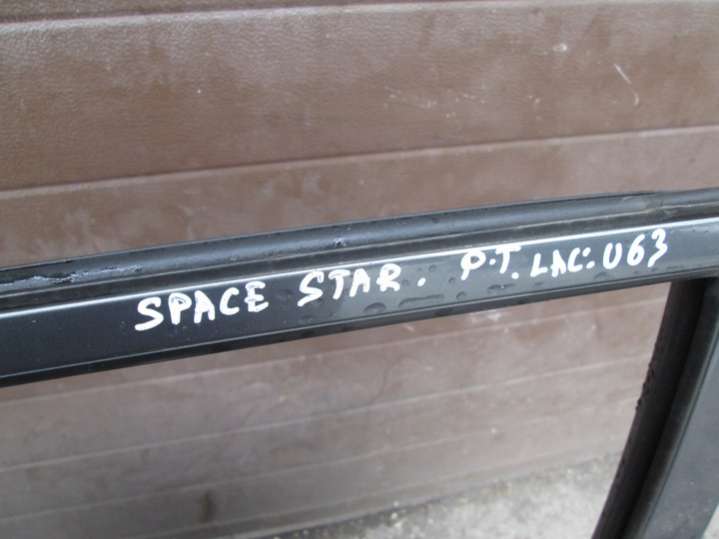 SPACE STAR. P.T. LAC: U63